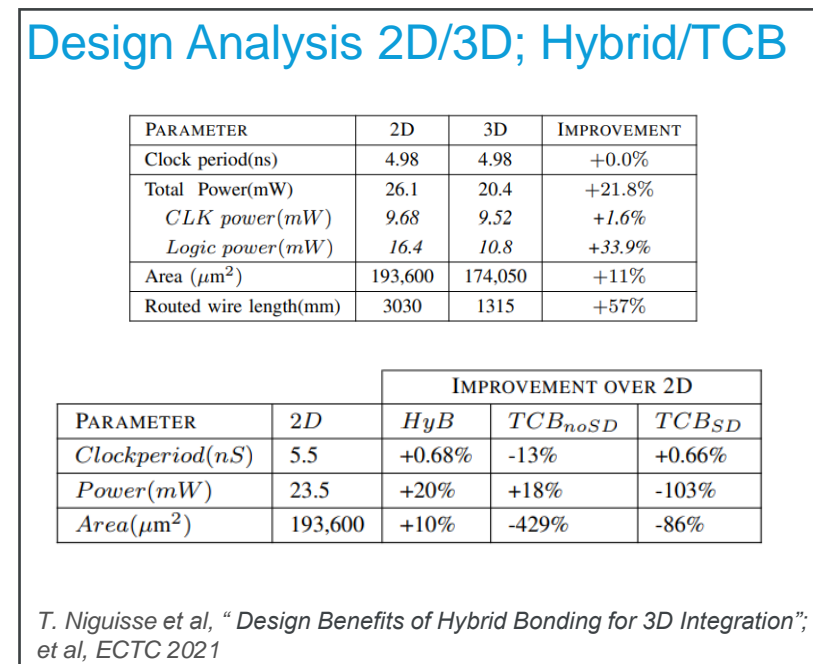 Design Analysis 2D/3D; Hybrid/TCB
PARAMETER 2D 3D IMPROVEMENT
Clock period(ns) 4.98 4.98 +0.0%
Total Power(mW) 26.1 20.4 +21.8%
CLK power(mW) 9.68 9.52 +1.6%
Logic power(mW) 16.4 10.8 +33.9%
Area (μm²) 193,600 174,050 +11%
Routed wire length(mm) 3030 1315 +57%
IMPROVEMENT OVER 2D
PARAMETER 2D HyB TCB_noSD TCB_SD
Clockperiod(nS) 5.5 +0.68% -13% +0.66%
Power(mW) 23.5 +20% +18% -103%
Area(μm²) 193,600 +10% -429% -86%
T. Niguisse et al, “ Design Benefits of Hybrid Bonding for 3D Integration”;
et al, ECTC 2021